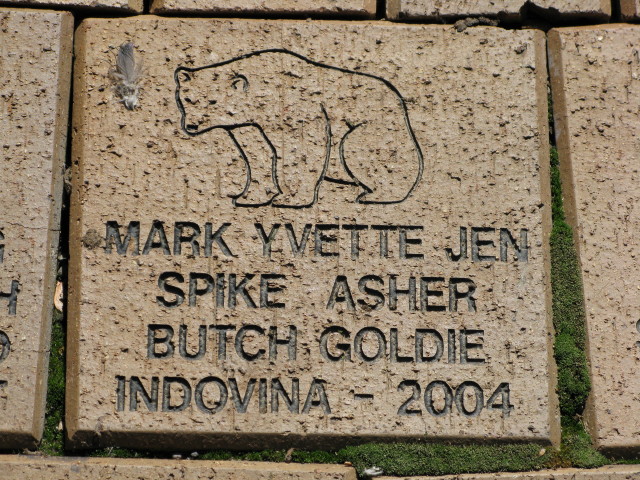 MARK YVETTE JEN
SPIKE ASHER
BUTCH GOLDIE
INDOVINA - 2004